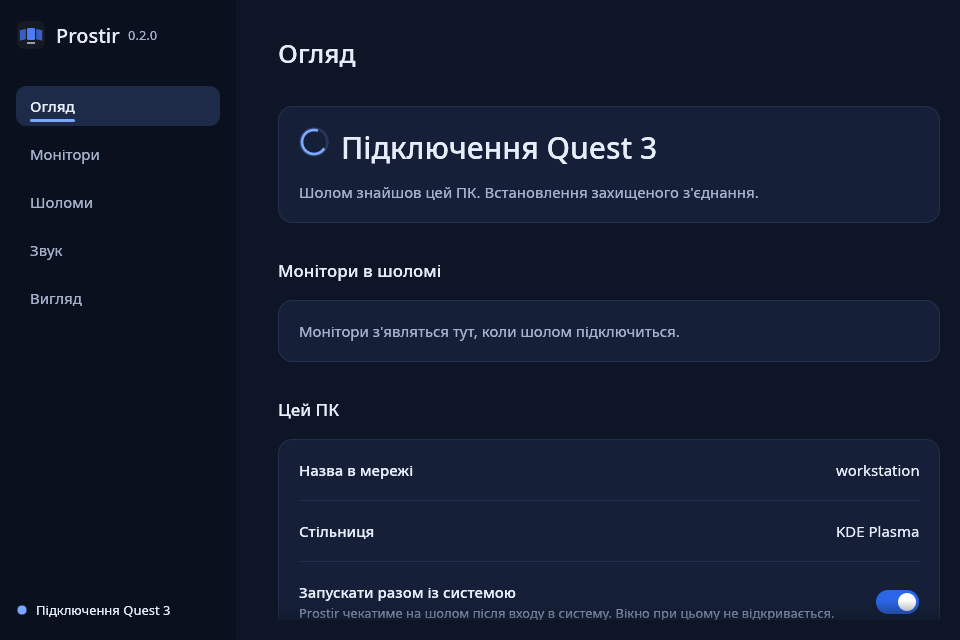 Prostir 0.2.0
Огляд
Монітори
Шоломи
Звук
Вигляд
Підключення Quest 3
Огляд
Підключення Quest 3
Шолом знайшов цей ПК. Встановлення захищеного з'єднання.
Монітори в шоломі
Монітори з'являться тут, коли шолом підключиться.
Цей ПК
Назва в мережі workstation
Стільниця KDE Plasma
Запускати разом із системою
Prostir чекатиме на шолом після входу в систему. Вікно при цьому не відкривається.